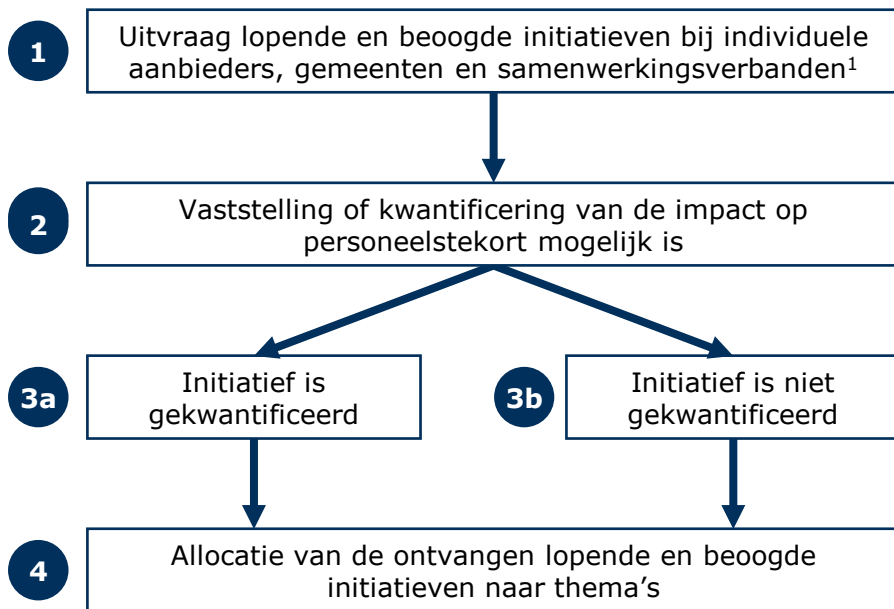 1
Uitvraag lopende en beoogde initiatieven bij individuele
aanbieders, gemeenten en samenwerkingsverbanden¹
2
Vaststelling of kwantificering van de impact op
personeelstekort mogelijk is
3a
Initiatief is
gekwantificeerd
3b
Initiatief is niet
gekwantificeerd
4
Allocatie van de ontvangen lopende en beoogde
initiatieven naar thema’s